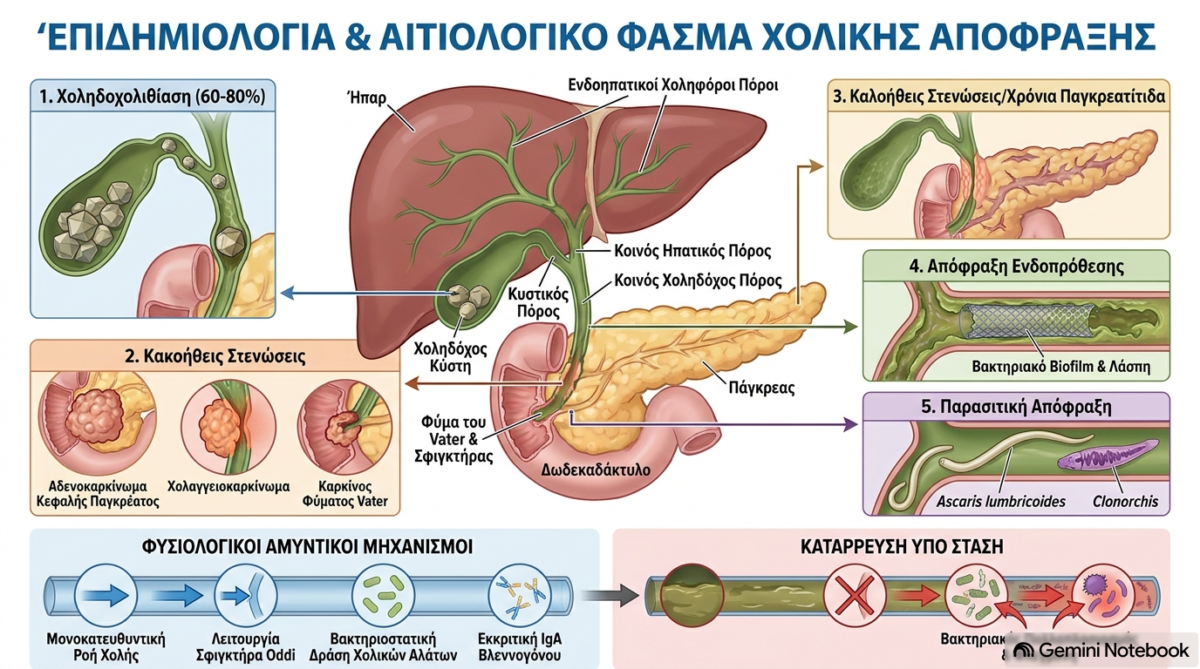 ἘΠΙΔΗΜΙΟΛΟΓΙΑ & ΑΙΤΙΟΛΟΓΙΚΟ ΦΑΣΜΑ ΧΟΛΙΚΗΣ ΑΠΟΦΡΑΞΗΣ
1. Χοληδοχολιθίαση (60-80%)
Ήπαρ
Ενδοηπατικοί Χοληφόροι Πόροι
Κοινός Ηπατικός Πόρος
Κοινός Χοληδόχος Πόρος
Κυστικός
Πόρος
Χοληδόχος
Κύστη
Πάγκρεας
Φύμα του
Vater &
Σφιγκτήρας
Δωδεκαδάκτυλο
2. Κακοήθεις Στενώσεις
Αδενοκαρκίνωμα
Κεφαλής Παγκρέατος
Χολαγγειοκαρκίνωμα
Καρκίνος
Φύματος Vater
3. Καλοήθεις Στενώσεις/Χρόνια Παγκρεατίτιδα
4. Απόφραξη Ενδοπρόθεσης
Βακτηριακό Biofilm & Λάσπη
5. Παρασιτική Απόφραξη
Ascaris lumbricoides
Clonorchis
ΦΥΣΙΟΛΟΓΙΚΟΙ ΑΜΥΝΤΙΚΟΙ ΜΗΧΑΝΙΣΜΟΙ
Μονοκατευθυντική
Ροή Χολής
Λειτουργία
Σφιγκτήρα Oddi
Βακτηριοστατική
Δράση Χολικών Αλάτων
Εκκριτική IgA
Βλεννογόνου
ΚΑΤΑΡΡΕΥΣΗ ΥΠΟ ΣΤΑΣΗ
Gemini Notebook